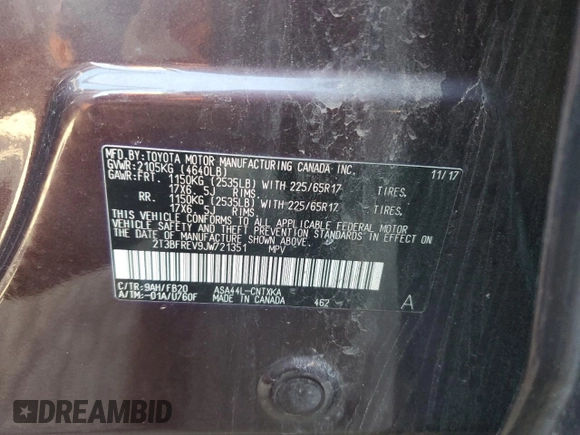 MFD.BY:TOYOTA MOTOR MANUFACTURING CANADA INC.
GVWR:2105KG (4640LB) 11/17
GAWR:FRT. 1150KG (2535LB) WITH 225/65R17 TIRES.
17X6.5J RIMS.
RR. 1150KG (2535LB) WITH 225/65R17 TIRES.
17X6.5J RIMS.
THIS VEHICLE CONFORMS TO ALL APPLICABLE FEDERAL MOTOR
VEHICLE SAFETY AND THEFT PREVENTION STANDARDS IN EFFECT ON
THE DATE OF MANUFACTURE SHOWN ABOVE.
2T3BFREV9JW721351 MPV
C/TR:9AH/FB20 ASA44L-CNTXKA
A/TM:-01A/U760F MADE IN CANADA 462 A
DREAMBID